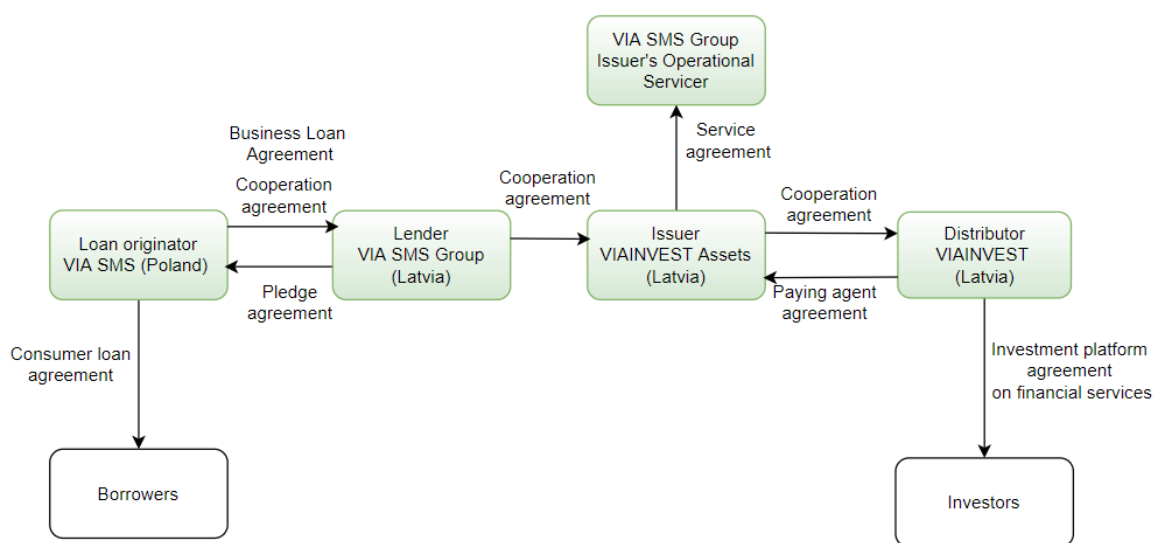 VIA SMS Group
Issuer's Operational
Servicer
Business Loan
Agreement
Service
agreement
Cooperation
agreement
Cooperation
agreement
Cooperation
agreement
Loan originator
VIA SMS (Poland)
Lender
VIA SMS Group
(Latvia)
Issuer
VIAINVEST Assets
(Latvia)
Distributor
VIAINVEST
(Latvia)
Pledge
agreement
Paying agent
agreement
Consumer loan
agreement
Investment platform
agreement
on financial services
Borrowers
Investors